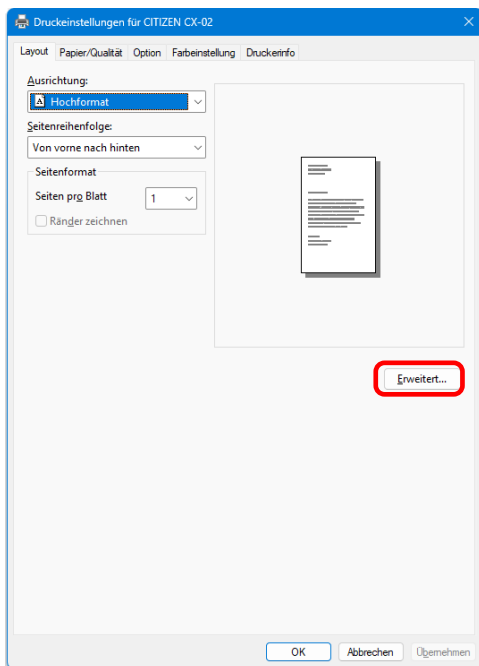 Druckeinstellungen für CITIZEN CX-02
Layout Papier/Qualität Option Farbeinstellung Druckerinfo
Ausrichtung:
A Hochformat
Seitenreihenfolge:
Von vorne nach hinten
Seitenformat
Seiten pro Blatt 1
Ränder zeichnen
Erweitert...
OK Abbrechen Übernehmen